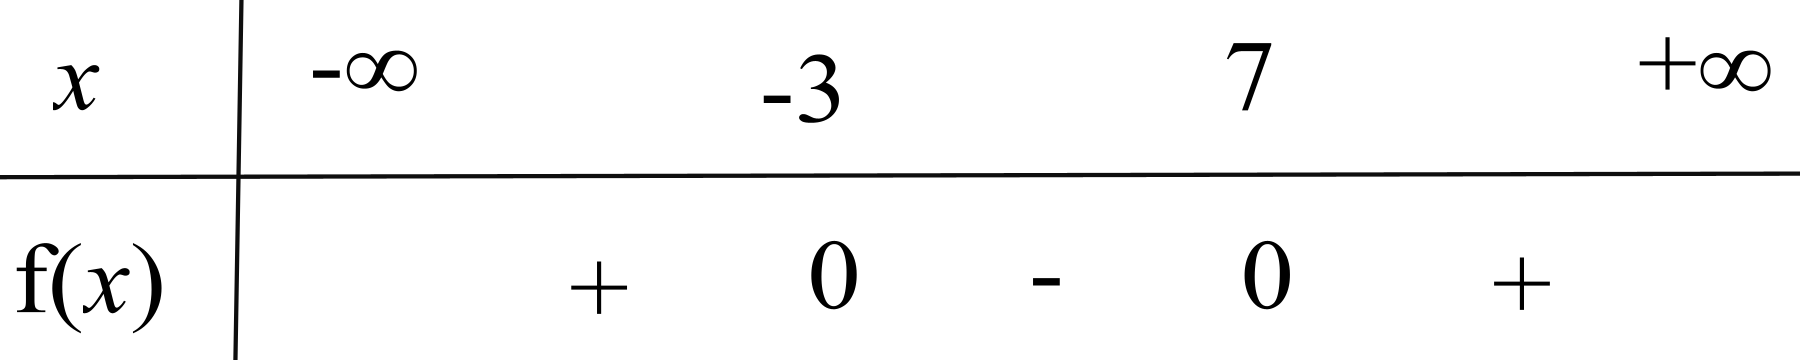 x -∞ -3 7 +∞
f(x) + 0 - 0 +